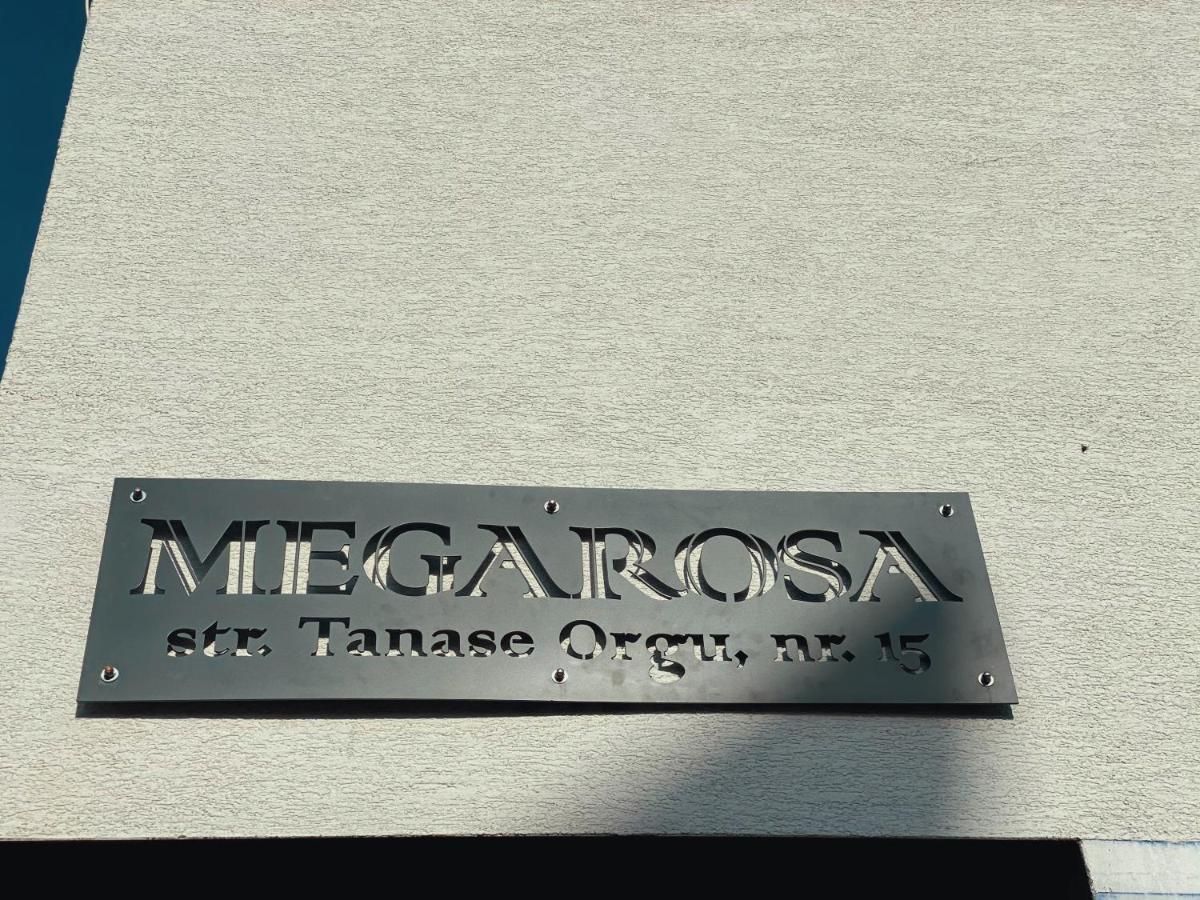 MEGAROSA
str. Tanase Orgu, nr. 15